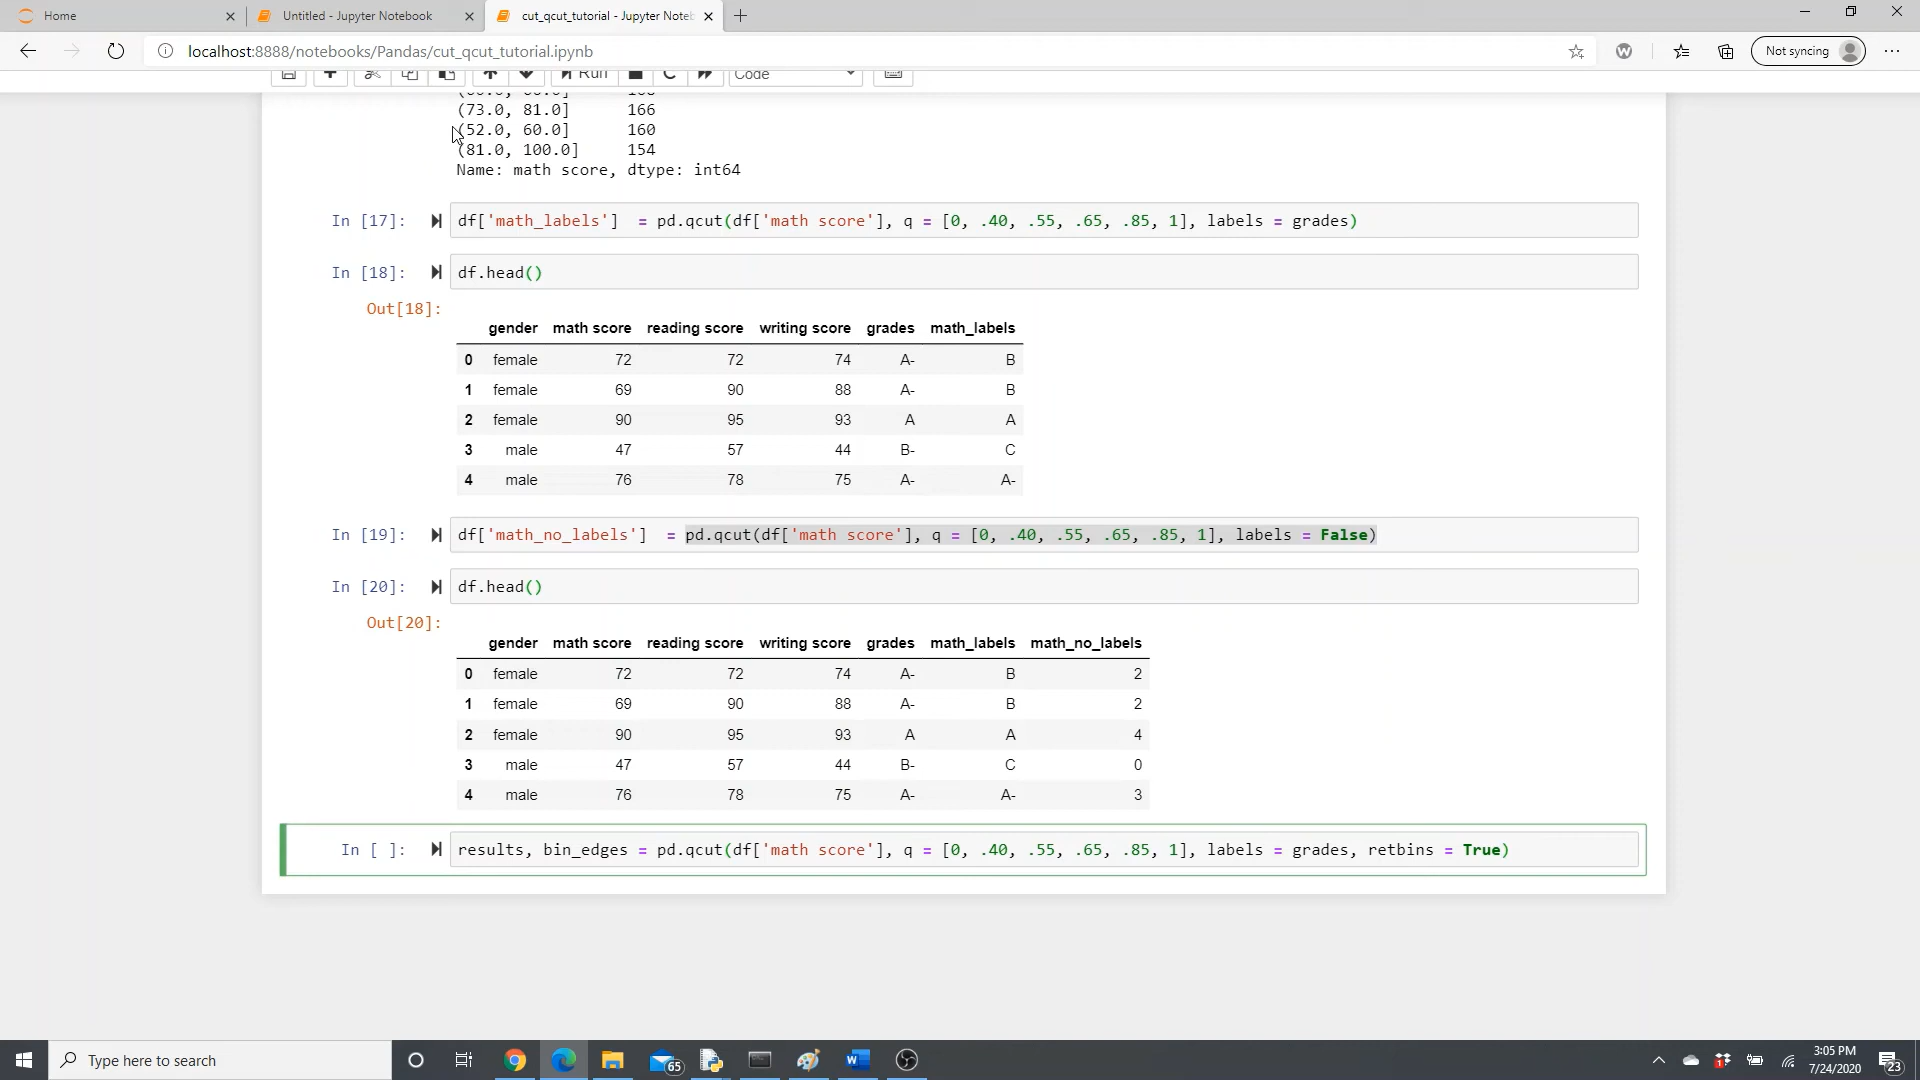 Home
Untitled - Jupyter Notebook
cut_qcut_tutorial - Jupyter Noteb
localhost:8888/notebooks/Pandas/cut_qcut_tutorial.ipynb
Not syncing
Run
Code
(73.0, 81.0] 166
(52.0, 60.0] 160
(81.0, 100.0] 154
Name: math score, dtype: int64
In [17]: df['math_labels'] = pd.qcut(df['math score'], q = [0, .40, .55, .65, .85, 1], labels = grades)
In [18]: df.head()
Out[18]:
gender math score reading score writing score grades math_labels
0 female 72 72 74 A- B
1 female 69 90 88 A- B
2 female 90 95 93 A A
3 male 47 57 44 B- C
4 male 76 78 75 A- A-
In [19]: df['math_no_labels'] = pd.qcut(df['math score'], q = [0, .40, .55, .65, .85, 1], labels = False)
In [20]: df.head()
Out[20]:
gender math score reading score writing score grades math_labels math_no_labels
0 female 72 72 74 A- B 2
1 female 69 90 88 A- B 2
2 female 90 95 93 A A 4
3 male 47 57 44 B- C 0
4 male 76 78 75 A- A- 3
In [ ]: results, bin_edges = pd.qcut(df['math score'], q = [0, .40, .55, .65, .85, 1], labels = grades, retbins = True)
Type here to search
65
1
3:05 PM
7/24/2020
23